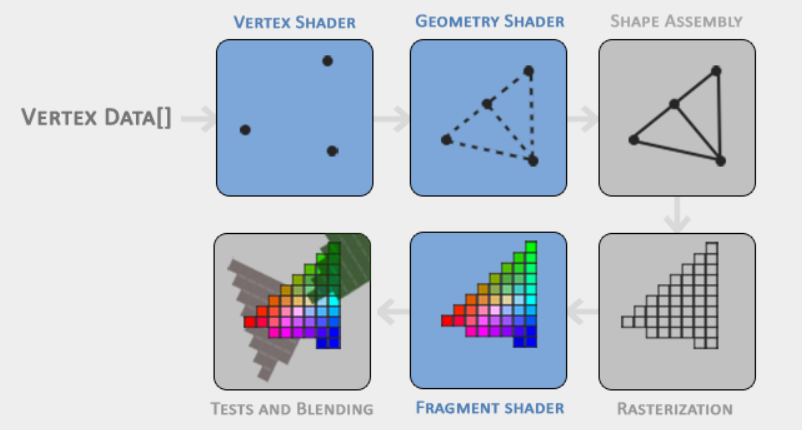 Vertex Shader
Geometry Shader
Shape Assembly
Vertex Data[]
Tests and Blending
Fragment shader
Rasterization